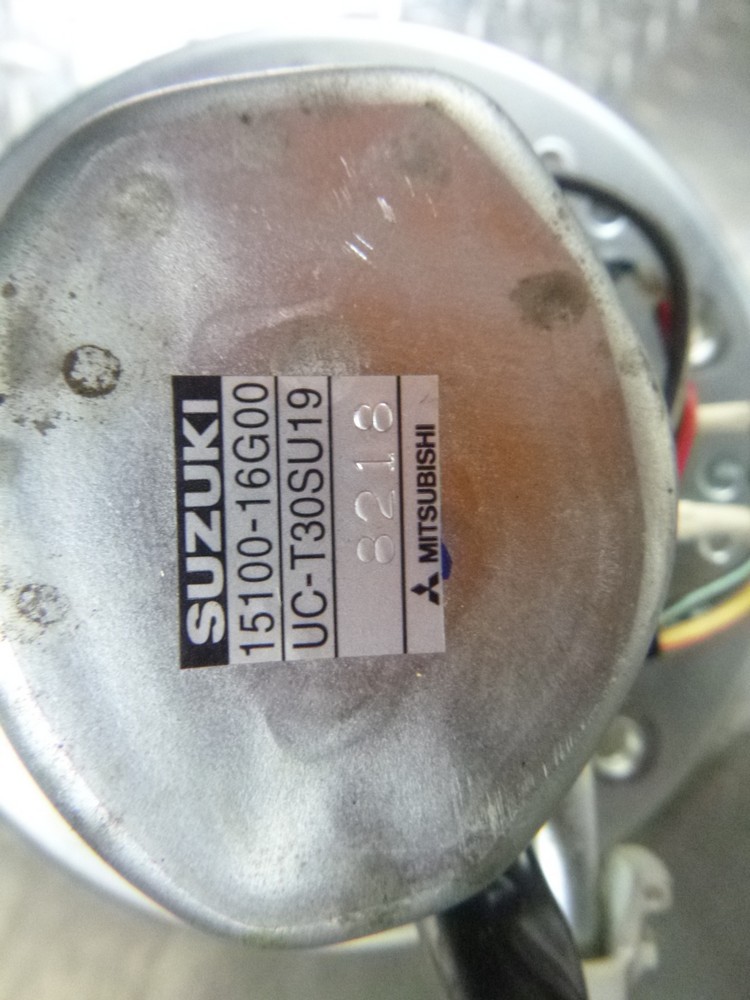 SUZUKI
15100-16G00
UC-T30SU19
8218
MITSUBISHI